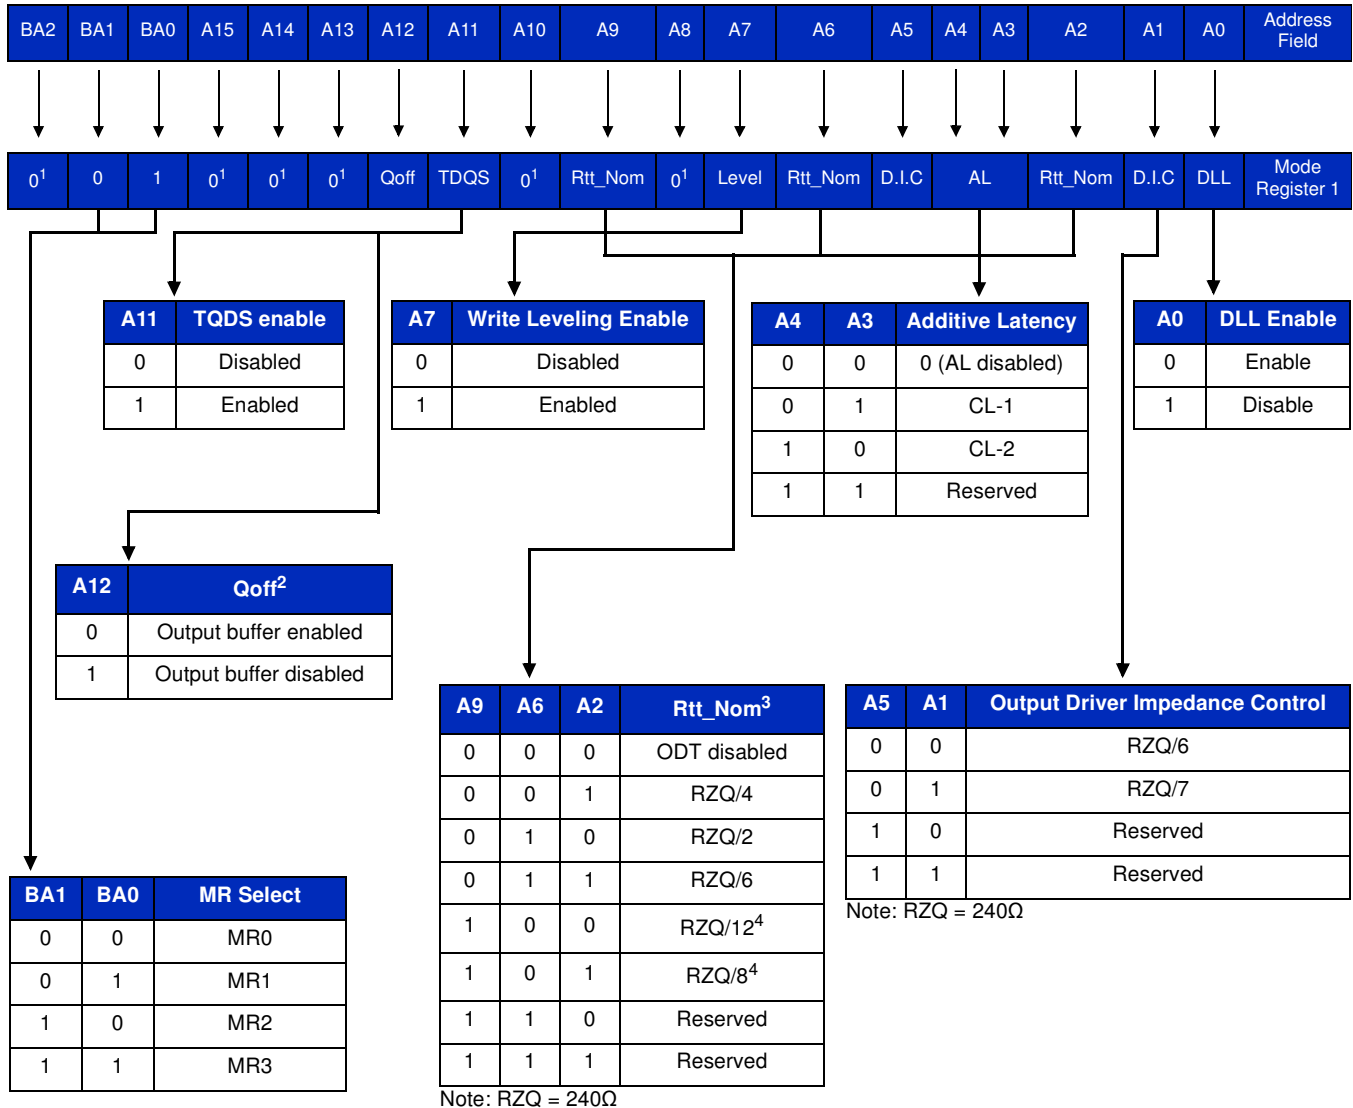 BA2 BA1 BA0 A15 A14 A13 A12 A11 A10 A9 A8 A7 A6 A5 A4 A3 A2 A1 A0 Address Field
0¹ 0 1 0¹ 0¹ 0¹ Qoff TDQS 0¹ Rtt_Nom 0¹ Level Rtt_Nom D.I.C AL Rtt_Nom D.I.C DLL Mode Register 1
A11 TQDS enable
0 Disabled
1 Enabled
A7 Write Leveling Enable
0 Disabled
1 Enabled
A4 A3 Additive Latency
0 0 0 (AL disabled)
0 1 CL-1
1 0 CL-2
1 1 Reserved
A0 DLL Enable
0 Enable
1 Disable
A12 Qoff²
0 Output buffer enabled
1 Output buffer disabled
A9 A6 A2 Rtt_Nom³
0 0 0 ODT disabled
0 0 1 RZQ/4
0 1 0 RZQ/2
0 1 1 RZQ/6
1 0 0 RZQ/12⁴
1 0 1 RZQ/8⁴
1 1 0 Reserved
1 1 1 Reserved
Note: RZQ = 240Ω
A5 A1 Output Driver Impedance Control
0 0 RZQ/6
0 1 RZQ/7
1 0 Reserved
1 1 Reserved
Note: RZQ = 240Ω
BA1 BA0 MR Select
0 0 MR0
0 1 MR1
1 0 MR2
1 1 MR3